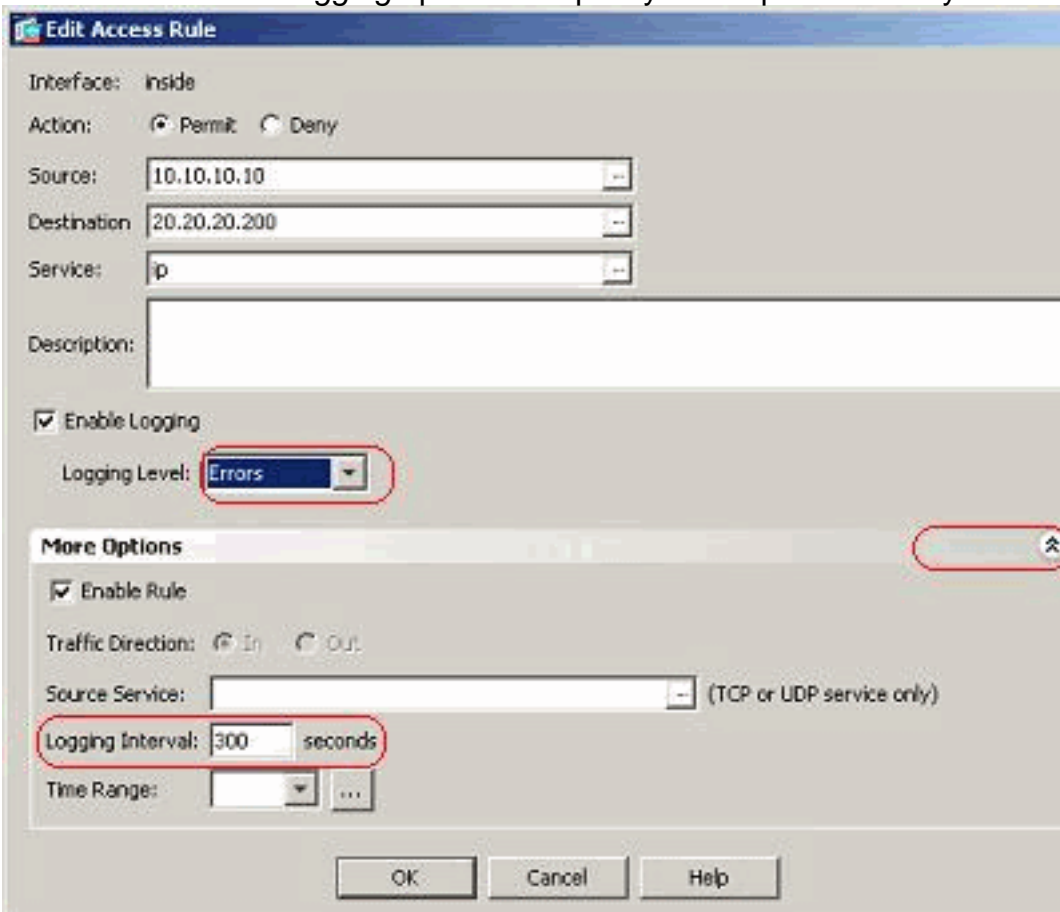 Edit Access Rule
Interface: inside
Action: Permit Deny
Source: 10.10.10.10 ...
Destination 20.20.20.200 ...
Service: ip ...
Description:
Enable Logging
Logging Level: Errors
More Options
Enable Rule
Traffic Direction: In Out
Source Service: ... (TCP or UDP service only)
Logging Interval: 300 seconds
Time Range: ...
OK Cancel Help